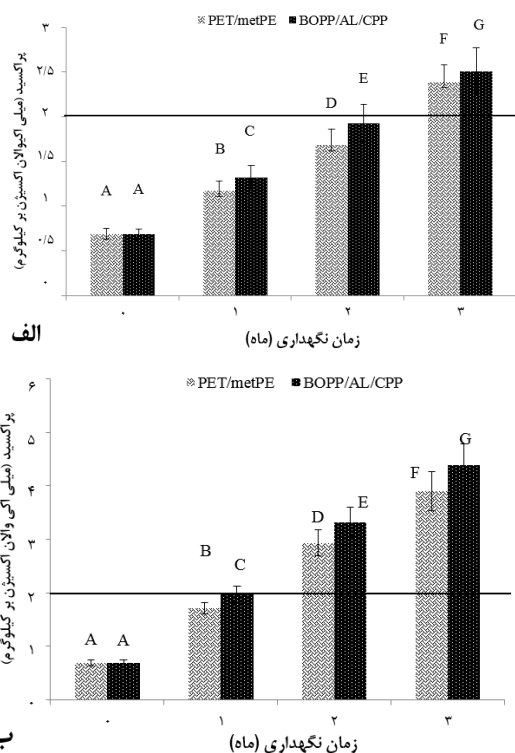 PET/metPE BOPP/AL/CPP
پراکسید (میلی اکیوالان اکسیژن بر کیلوگرم)
۳
۲/۵
۲
۱/۵
۱
۰/۵
۰
A A B C D E F G
۰ ۱ ۲ ۳
زمان نگهداری (ماه)
الف
PET/metPE BOPP/AL/CPP
پراکسید (میلی اکی والان اکسیژن بر کیلوگرم)
۶
۵
۴
۳
۲
۱
۰
A A B C D E F G
۰ ۱ ۲ ۳
زمان نگهداری (ماه)
ب